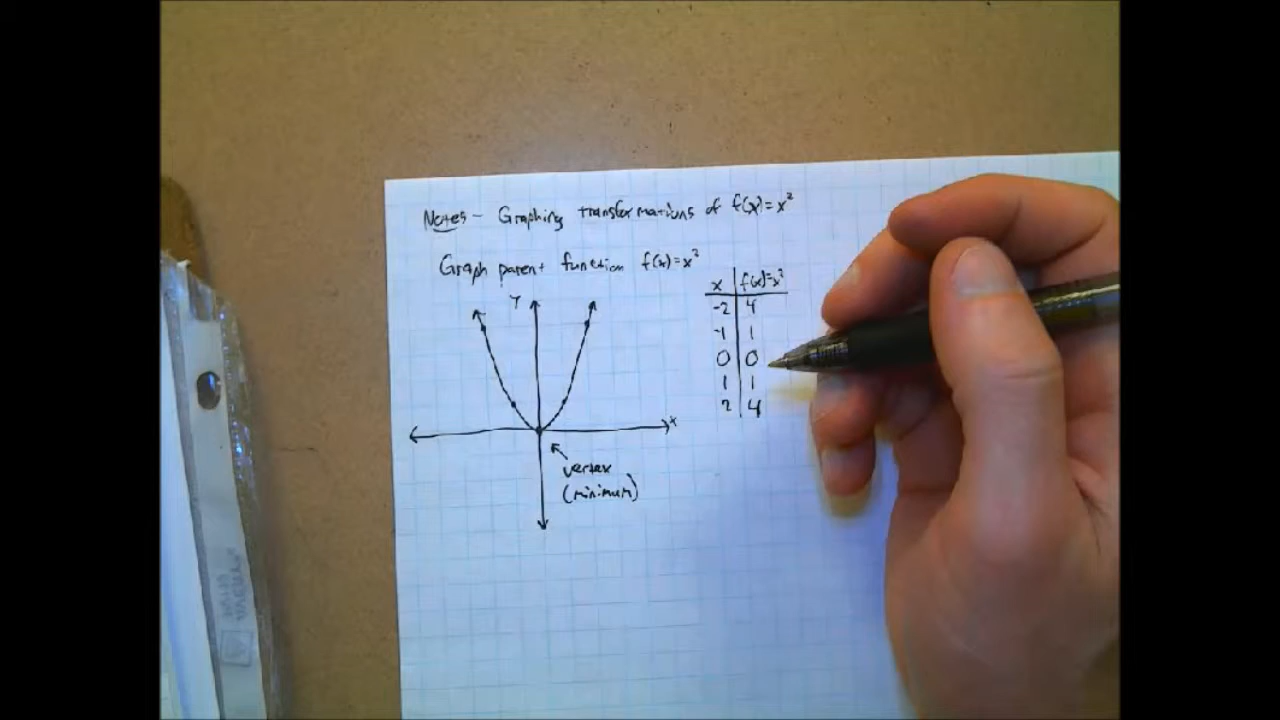 Notes - Graphing transformations of f(x)=x²
Graph parent function f(x)=x²
x f(x)=x²
-2 4
-1 1
0 0
1 1
2 4
y
x
vertex
(minimum)